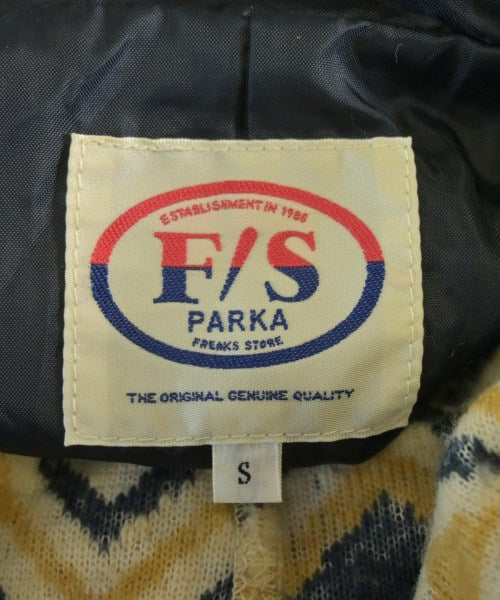 ESTABLISHMENT IN 1986
F/S
PARKA
FREAKS STORE
THE ORIGINAL GENUINE QUALITY
S